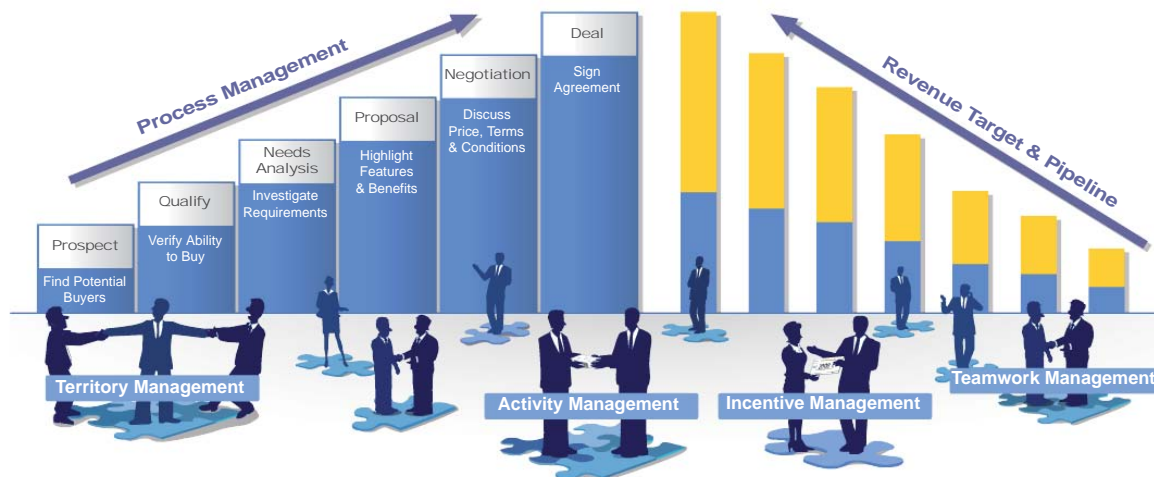 Process Management
Revenue Target & Pipeline
Prospect
Find Potential
Buyers
Qualify
Verify Ability
to Buy
Needs
Analysis
Investigate
Requirements
Proposal
Highlight
Features
& Benefits
Negotiation
Discuss
Price, Terms
& Conditions
Deal
Sign
Agreement
Territory Management
Activity Management
Incentive Management
Teamwork Management